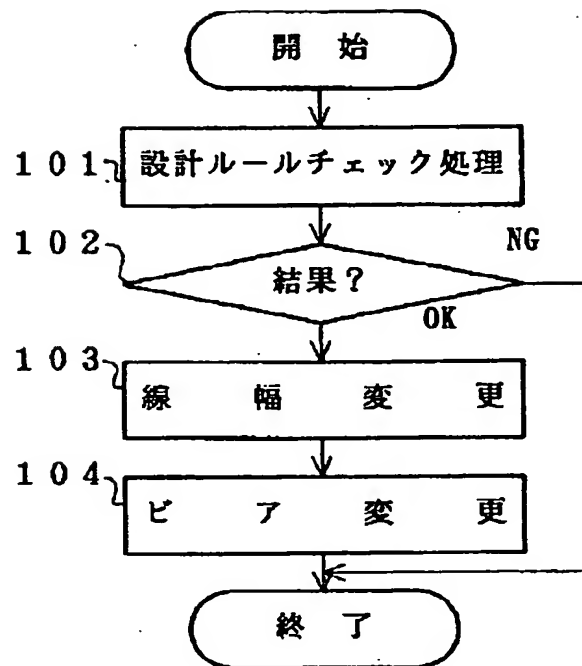 開始
101 設計ルールチェック処理
102 結果？ NG
OK
103 線幅変更
104 ビア変更
終了